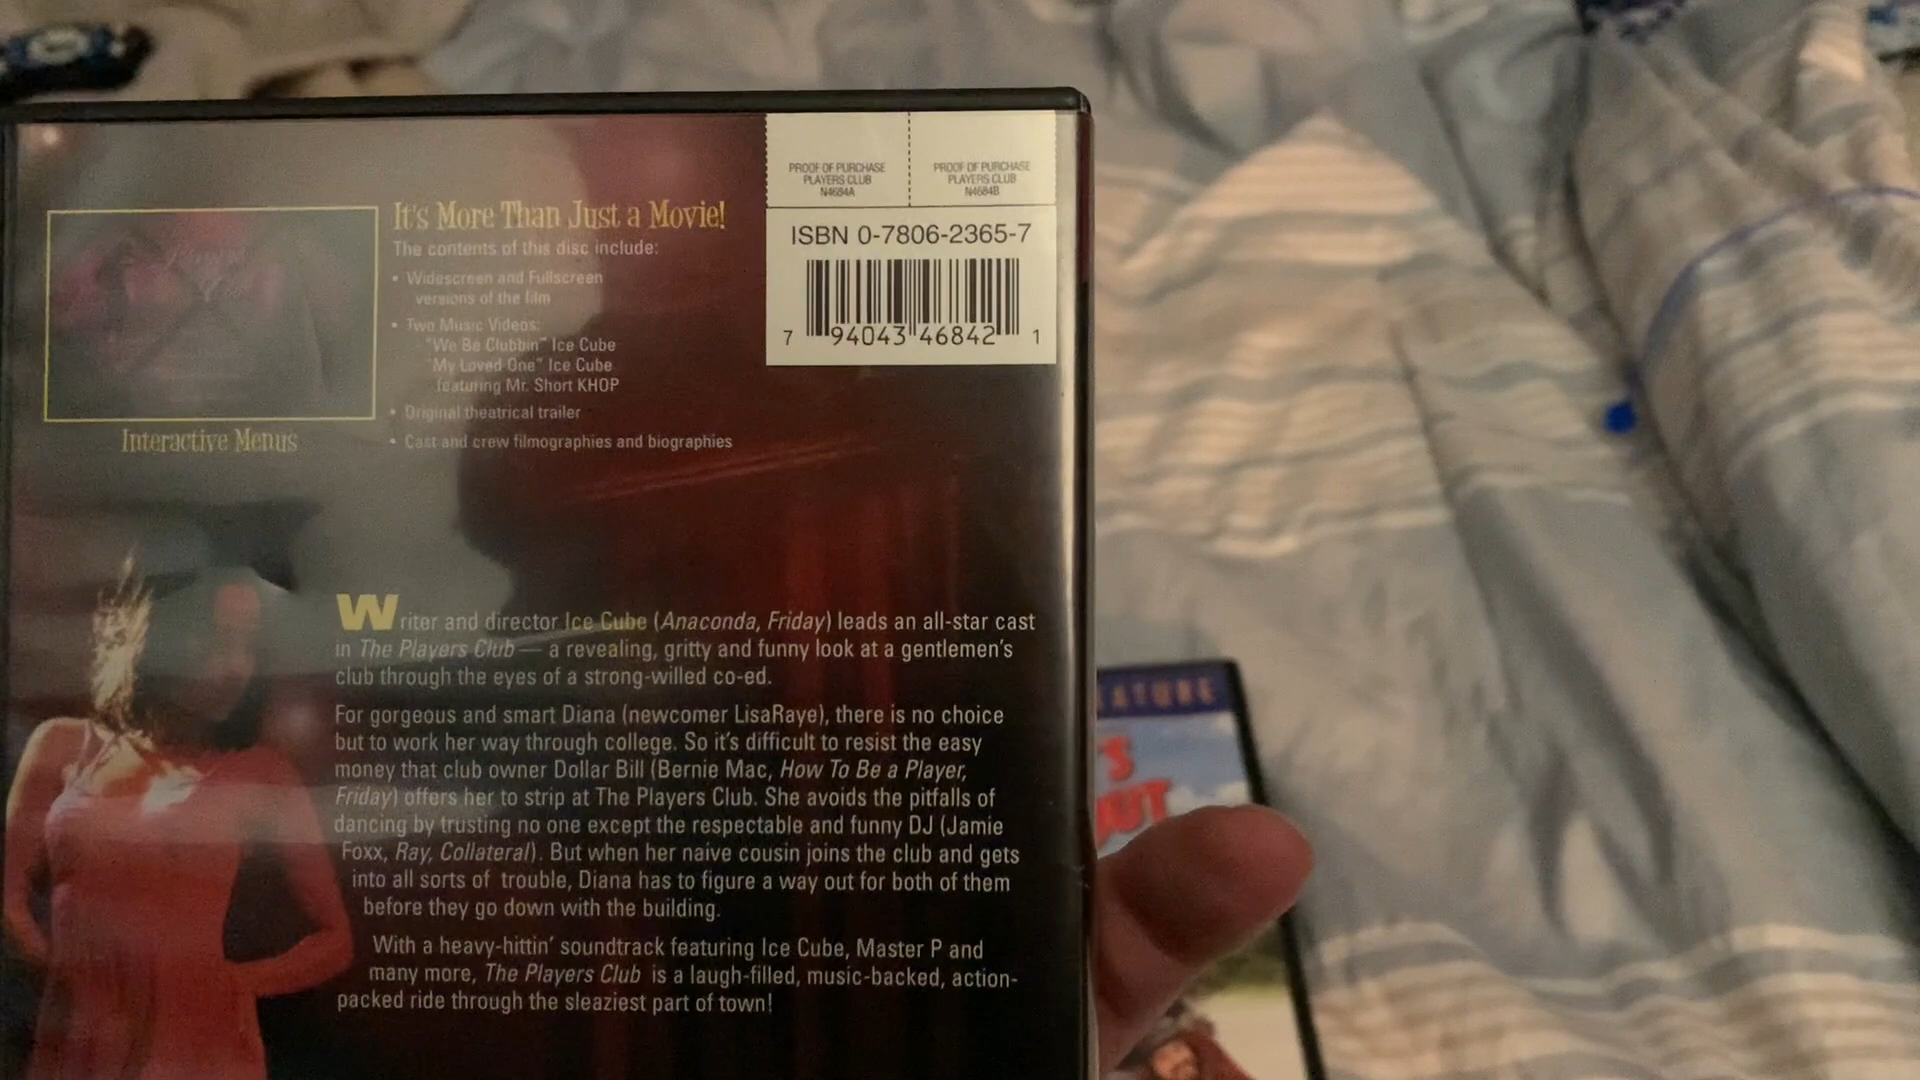 PROOF OF PURCHASE
PLAYERS CLUB
N4684A
PROOF OF PURCHASE
PLAYERS CLUB
N4684B
ISBN 0-7806-2365-7
7 94043 46842 1
It's More Than Just a Movie!
The contents of this disc include:
• Widescreen and Fullscreen
versions of the film
• Two Music Videos:
"We Be Clubbin" Ice Cube
"My Loved One" Ice Cube
featuring Mr. Short KHOP
• Original theatrical trailer
• Cast and crew filmographies and biographies
Interactive Menus
Writer and director Ice Cube (Anaconda, Friday) leads an all-star cast
in The Players Club — a revealing, gritty and funny look at a gentlemen's
club through the eyes of a strong-willed co-ed.
For gorgeous and smart Diana (newcomer LisaRaye), there is no choice
but to work her way through college. So it's difficult to resist the easy
money that club owner Dollar Bill (Bernie Mac, How To Be a Player,
Friday) offers her to strip at The Players Club. She avoids the pitfalls of
dancing by trusting no one except the respectable and funny DJ (Jamie
Foxx, Ray, Collateral). But when her naive cousin joins the club and gets
into all sorts of trouble, Diana has to figure a way out for both of them
before they go down with the building.
With a heavy-hittin' soundtrack featuring Ice Cube, Master P and
many more, The Players Club is a laugh-filled, music-backed, action-
packed ride through the sleaziest part of town!